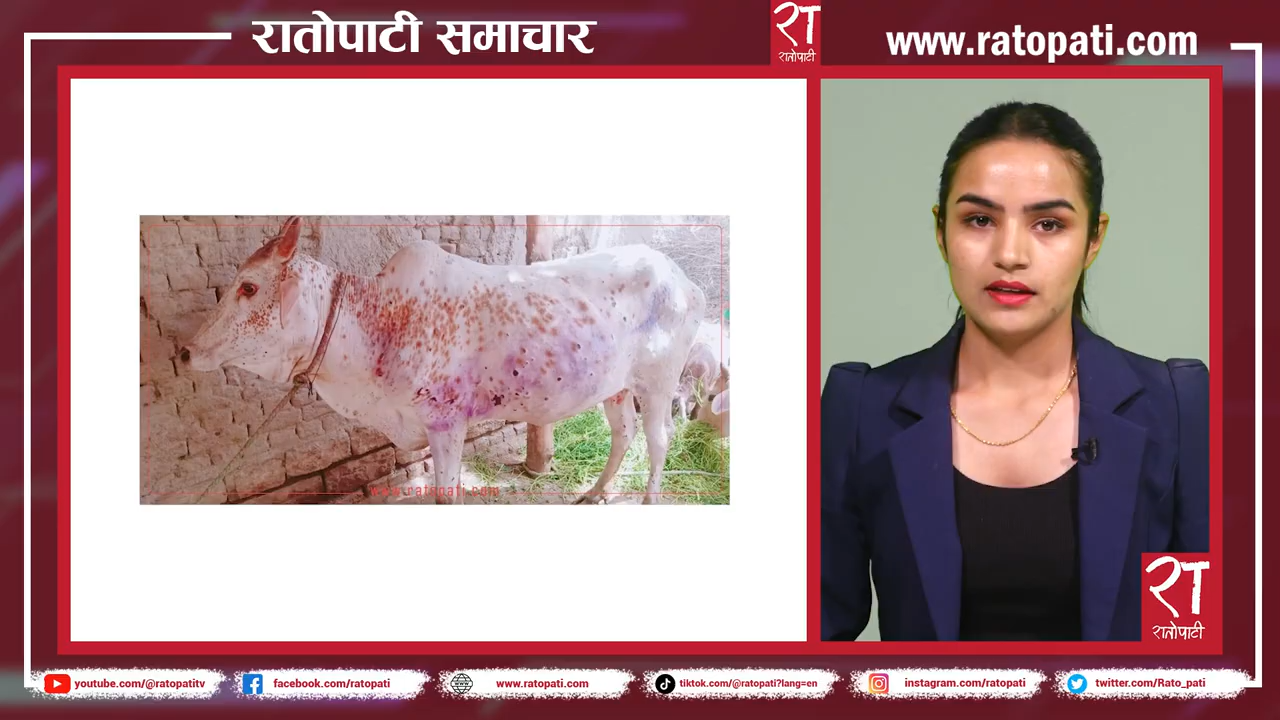 रातोपाटी समाचार
रा
रातोपाटी
www.ratopati.com
www.ratopati.com
रा
रातोपाटी
youtube.com/@ratopatitv
facebook.com/ratopati
www.ratopati.com
tiktok.com/@ratopati?lang=en
instagram.com/ratopati
twitter.com/Rato_pati